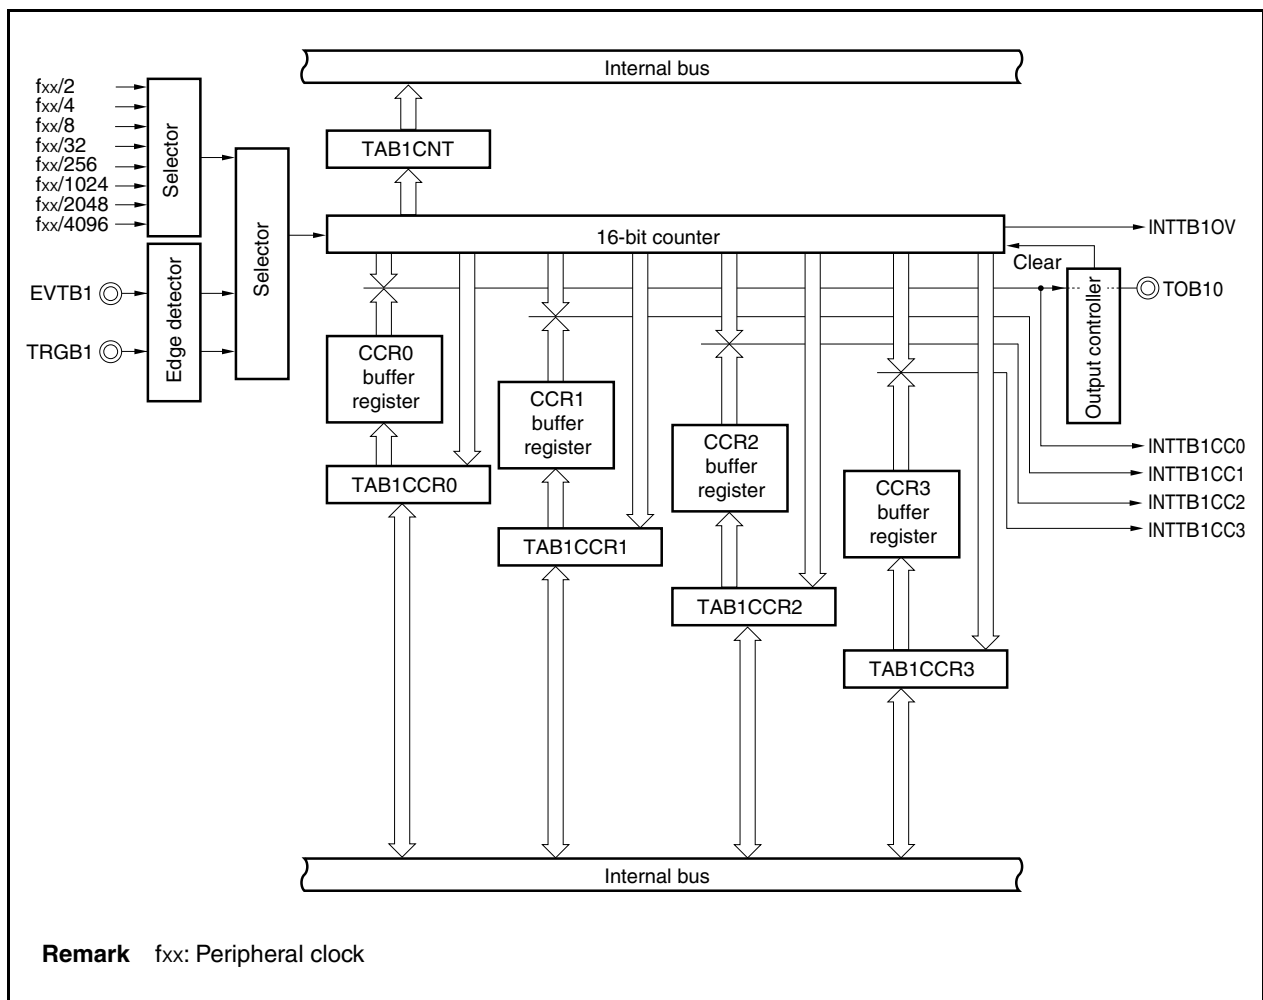 Internal bus
fxx/2
fxx/4
fxx/8
fxx/32
fxx/256
fxx/1024
fxx/2048
fxx/4096
Selector
Selector
TAB1CNT
16-bit counter
INTTB1OV
Clear
EVTB1
TRGB1
Edge detector
TOB10
Output controller
CCR0
buffer
register
CCR1
buffer
register
CCR2
buffer
register
CCR3
buffer
register
INTTB1CC0
INTTB1CC1
INTTB1CC2
INTTB1CC3
TAB1CCR0
TAB1CCR1
TAB1CCR2
TAB1CCR3
Internal bus
Remark fxx: Peripheral clock